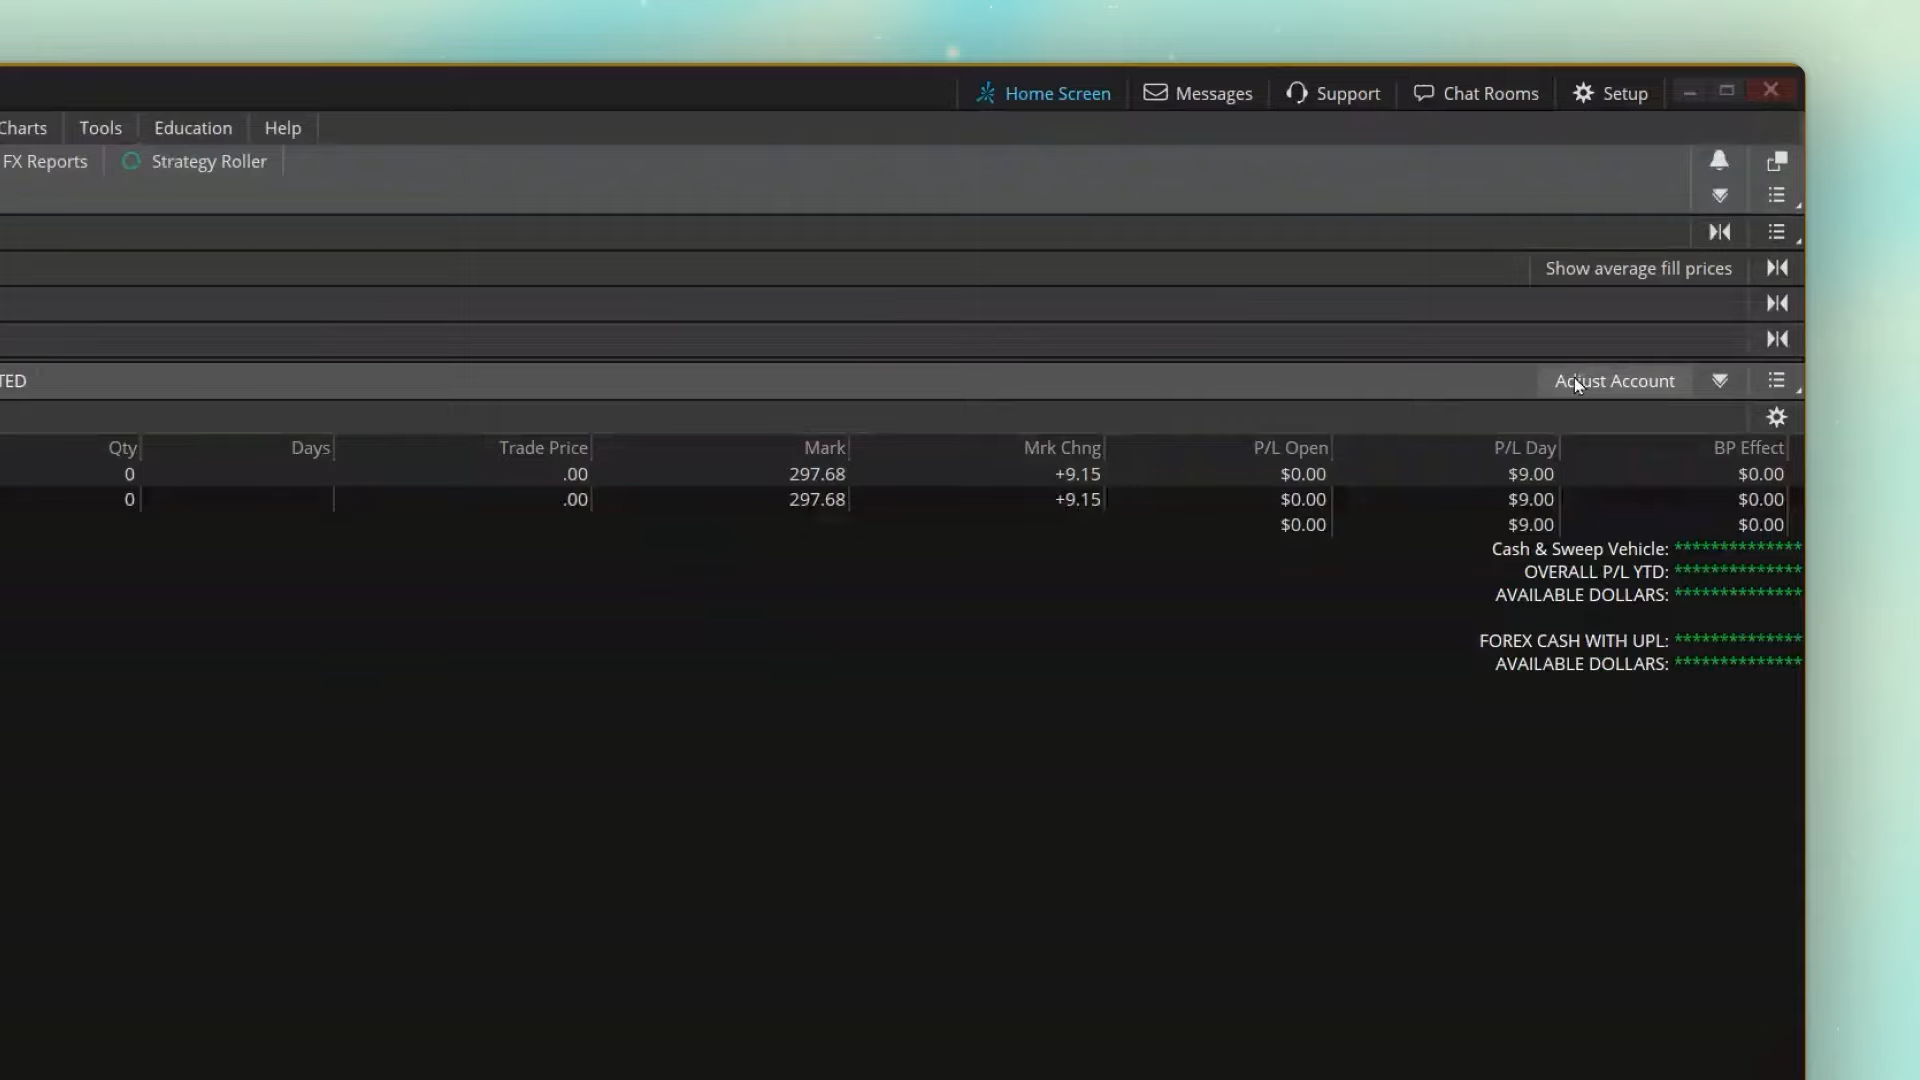 Home Screen Messages Support Chat Rooms Setup
Charts Tools Education Help
FX Reports Strategy Roller
Show average fill prices
TED Adjust Account
Qty Days Trade Price Mark Mrk Chng P/L Open P/L Day BP Effect
0 .00 297.68 +9.15 $0.00 $9.00 $0.00
0 .00 297.68 +9.15 $0.00 $9.00 $0.00
$0.00 $9.00 $0.00
Cash & Sweep Vehicle: **************
OVERALL P/L YTD: **************
AVAILABLE DOLLARS: **************
FOREX CASH WITH UPL: **************
AVAILABLE DOLLARS: **************